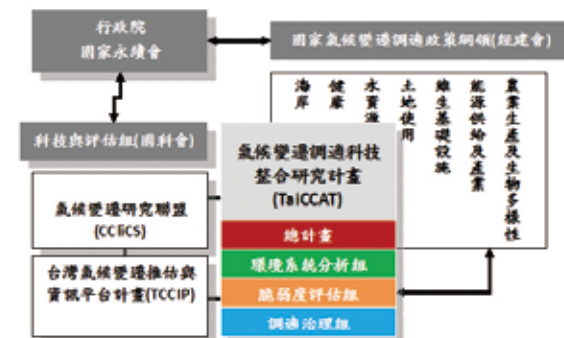 行政院
國家永續會
國家氣候變遷調適政策綱領(經建會)
科技與評估組(國科會)
海岸
健康
水資源
土地使用
維生基礎設施
能源供給及產業
農業生產及生物多樣性
氣候變遷調適科技
整合研究計畫
(TaiCCAT)
總計畫
環境系統分析組
脆弱度評估組
調適治理組
氣候變遷研究聯盟
(CCliCS)
台灣氣候變遷推估與
資訊平台計畫(TCCIP)